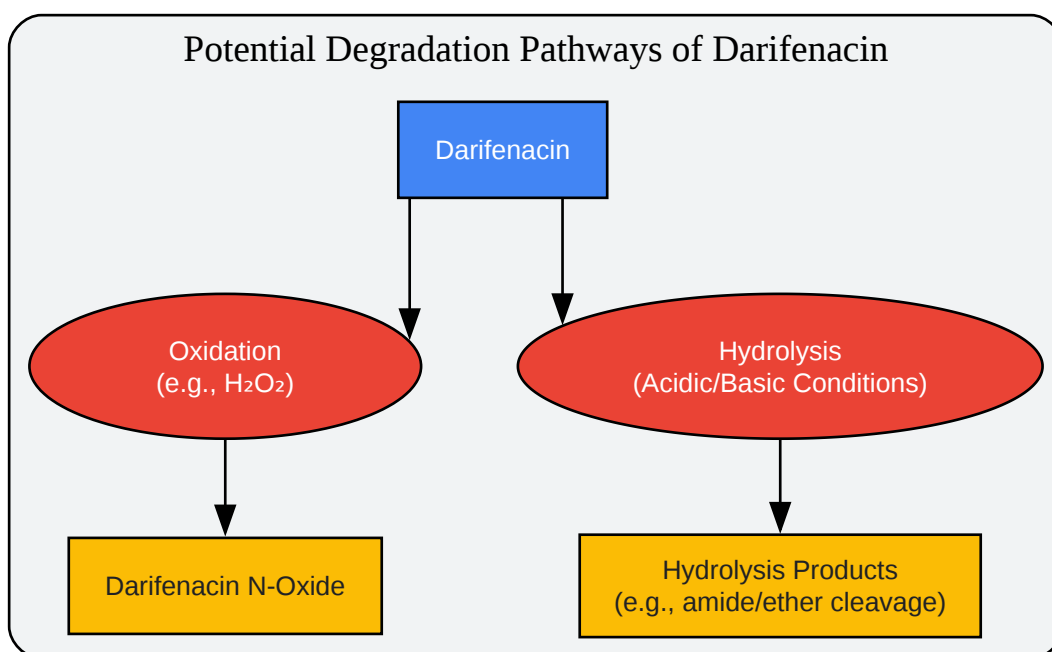 Potential Degradation Pathways of Darifenacin
Darifenacin
Oxidation
(e.g., H₂O₂)
Hydrolysis
(Acidic/Basic Conditions)
Darifenacin N-Oxide
Hydrolysis Products
(e.g., amide/ether cleavage)